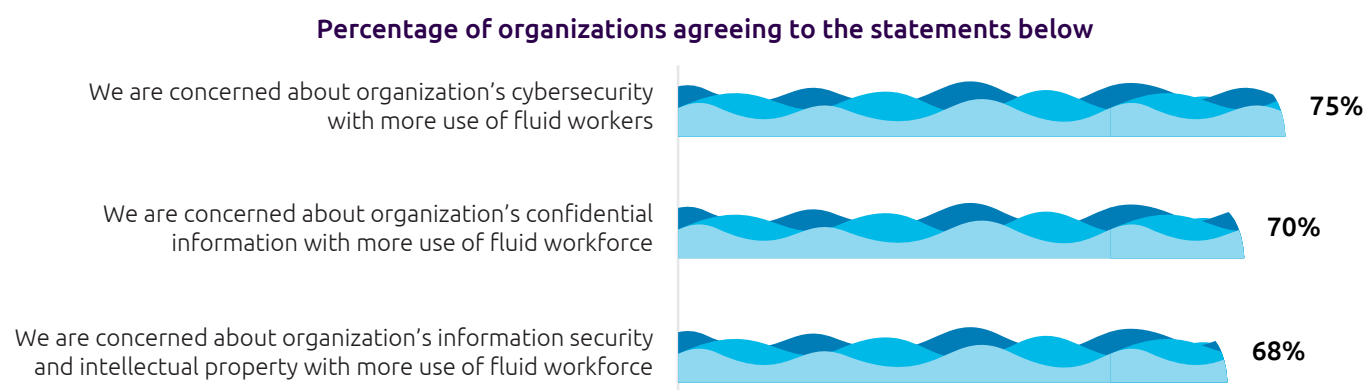 Percentage of organizations agreeing to the statements below
We are concerned about organization’s cybersecurity
with more use of fluid workers
75%
We are concerned about organization’s confidential
information with more use of fluid workforce
70%
We are concerned about organization’s information security
and intellectual property with more use of fluid workforce
68%